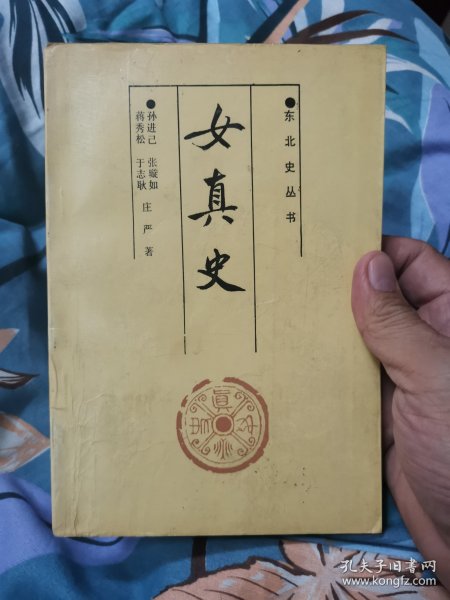 东北史丛书
女真史
孙进己 张璇如
蒋秀松 于志耿
庄严 著
孔夫子旧书网
www.kongfz.com